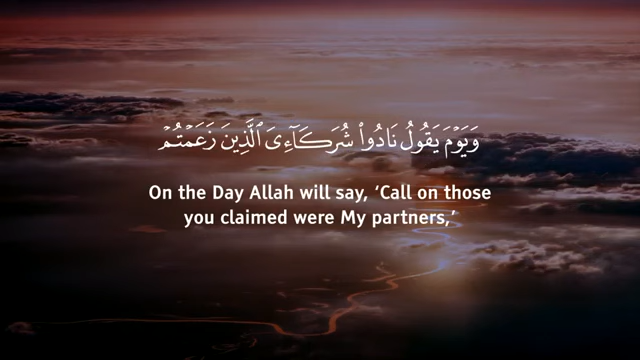 وَيَوْمَ يَقُولُ نَادُوا۟ شُرَكَآءِىَ ٱلَّذِينَ زَعَمْتُمْ
On the Day Allah will say, ‘Call on those
you claimed were My partners,’